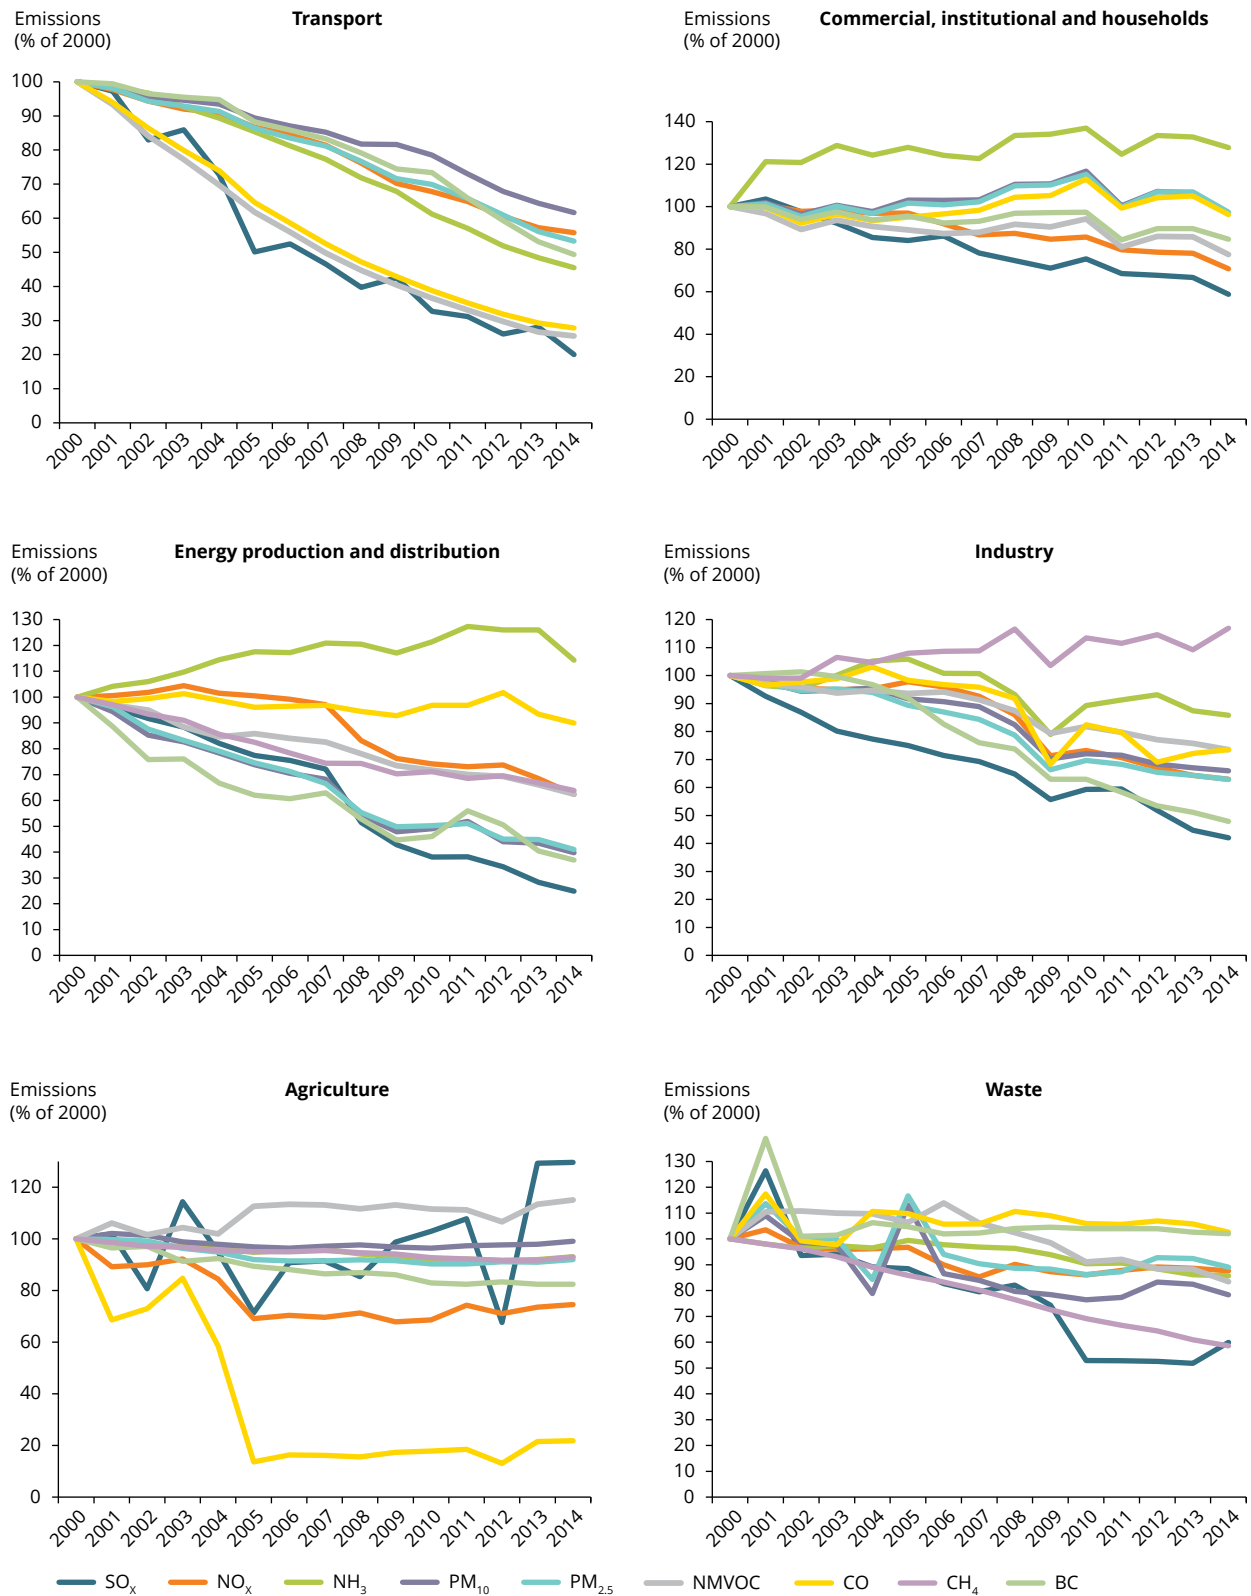 Emissions
(% of 2000)
Transport
100
90
80
70
60
50
40
30
20
10
0
2000 2001 2002 2003 2004 2005 2006 2007 2008 2009 2010 2011 2012 2013 2014
Emissions
(% of 2000)
Commercial, institutional and households
140
120
100
80
60
40
20
0
2000 2001 2002 2003 2004 2005 2006 2007 2008 2009 2010 2011 2012 2013 2014
Emissions
(% of 2000)
Energy production and distribution
130
120
110
100
90
80
70
60
50
40
30
20
10
0
2000 2001 2002 2003 2004 2005 2006 2007 2008 2009 2010 2011 2012 2013 2014
Emissions
(% of 2000)
Industry
120
110
100
90
80
70
60
50
40
30
20
10
0
2000 2001 2002 2003 2004 2005 2006 2007 2008 2009 2010 2011 2012 2013 2014
Emissions
(% of 2000)
Agriculture
120
100
80
60
40
20
0
2000 2001 2002 2003 2004 2005 2006 2007 2008 2009 2010 2011 2012 2013 2014
Emissions
(% of 2000)
Waste
130
120
110
100
90
80
70
60
50
40
30
20
10
0
2000 2001 2002 2003 2004 2005 2006 2007 2008 2009 2010 2011 2012 2013 2014
SOₓ NOₓ NH₃ PM₁₀ PM₂.₅ NMVOC CO CH₄ BC